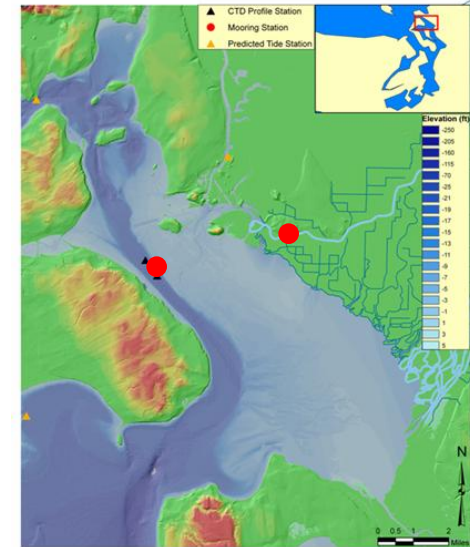 CTD Profile Station
Mooring Station
Predicted Tide Station
Elevation (ft)
-250
-205
-160
-115
-70
-25
-21
-19
-17
-15
-13
-11
-9
-7
-5
-3
-1
1
3
5
N
0 0.5 1 2
Miles